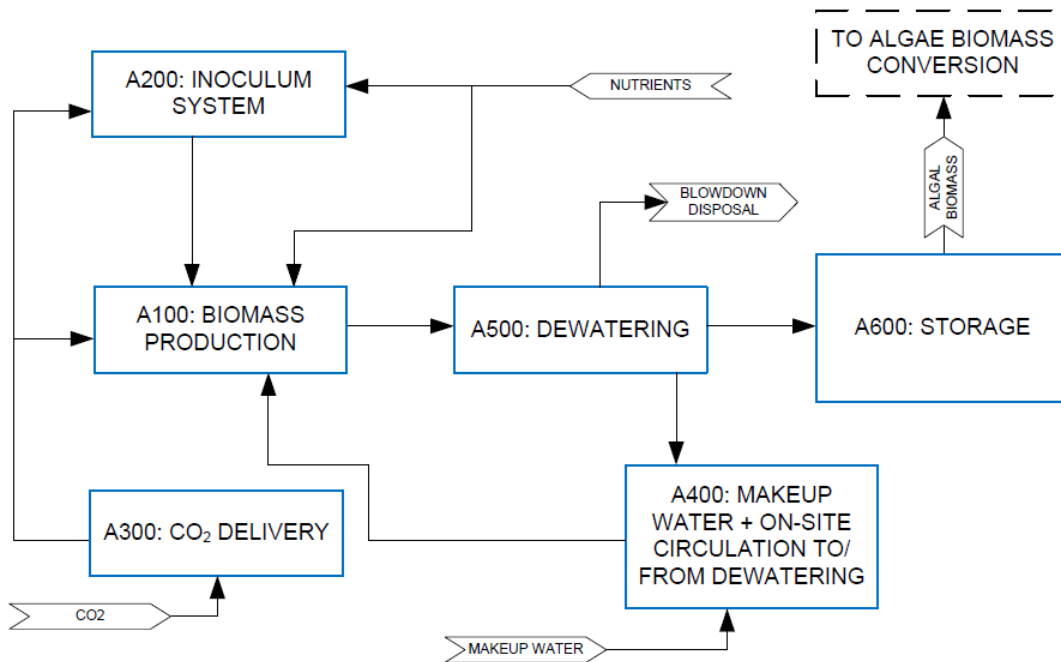 TO ALGAE BIOMASS
CONVERSION
A200: INOCULUM
SYSTEM
NUTRIENTS
ALGAL
BIOMASS
BLOWDOWN
DISPOSAL
A100: BIOMASS
PRODUCTION
A500: DEWATERING
A600: STORAGE
A400: MAKEUP
WATER + ON-SITE
CIRCULATION TO/
FROM DEWATERING
A300: CO₂ DELIVERY
CO2
MAKEUP WATER